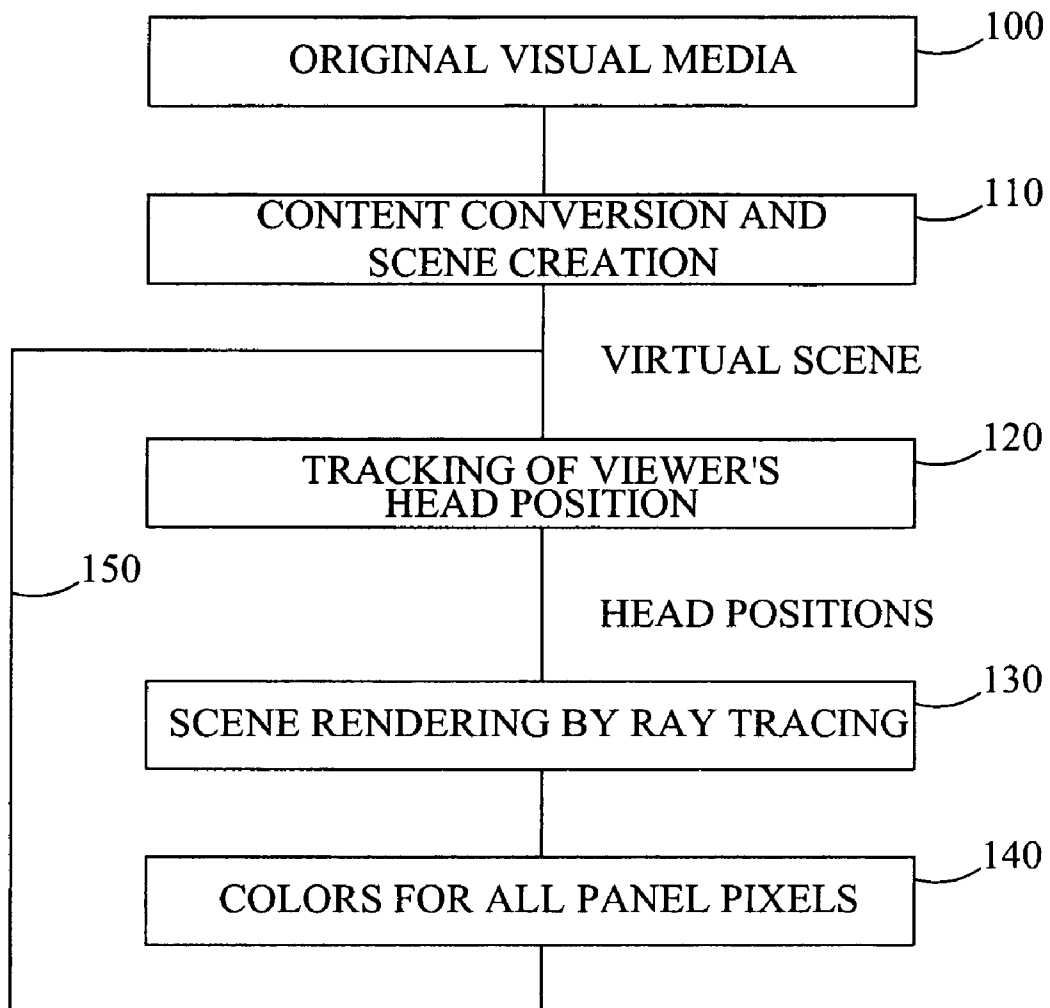 100
ORIGINAL VISUAL MEDIA
110
CONTENT CONVERSION AND
SCENE CREATION
VIRTUAL SCENE
120
TRACKING OF VIEWER'S
HEAD POSITION
150
HEAD POSITIONS
130
SCENE RENDERING BY RAY TRACING
140
COLORS FOR ALL PANEL PIXELS